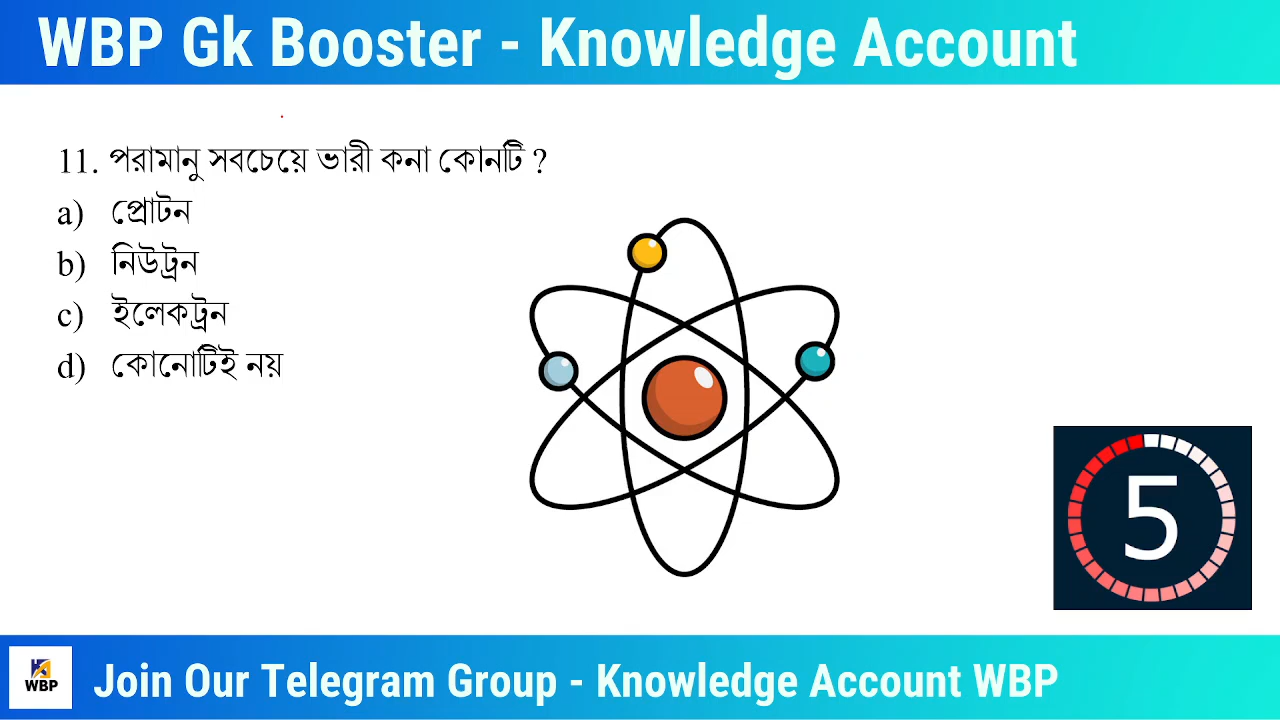 WBP Gk Booster - Knowledge Account
11. পরামানু সবচেয়ে ভারী কনা কোনটি ?
a) প্রোটন
b) নিউট্রন
c) ইলেকট্রন
d) কোনোটিই নয়
5
WBP
Join Our Telegram Group - Knowledge Account WBP